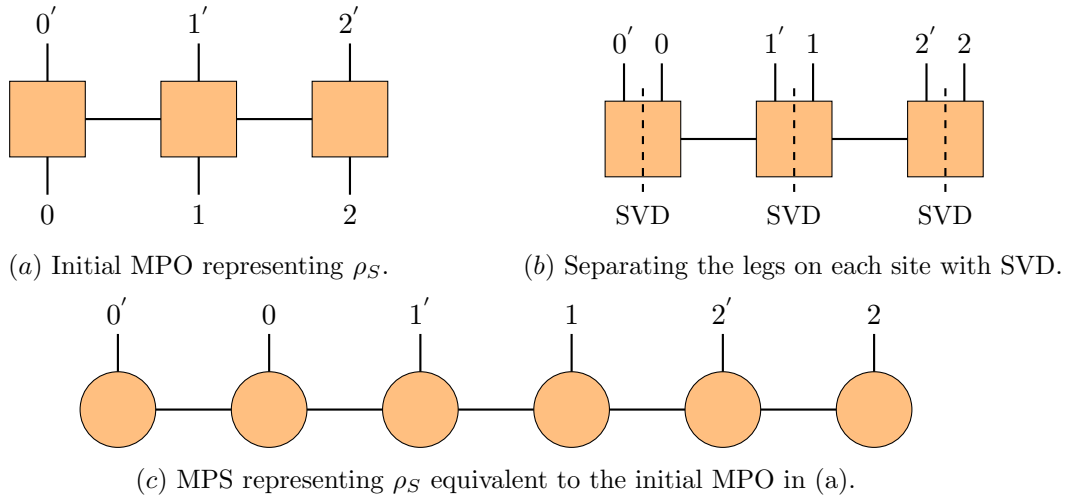 0′ 1′ 2′
0 1 2
(a) Initial MPO representing ρ_S.
0′ 0 1′ 1 2′ 2
SVD SVD SVD
(b) Separating the legs on each site with SVD.
0′ 0 1′ 1 2′ 2
(c) MPS representing ρ_S equivalent to the initial MPO in (a).